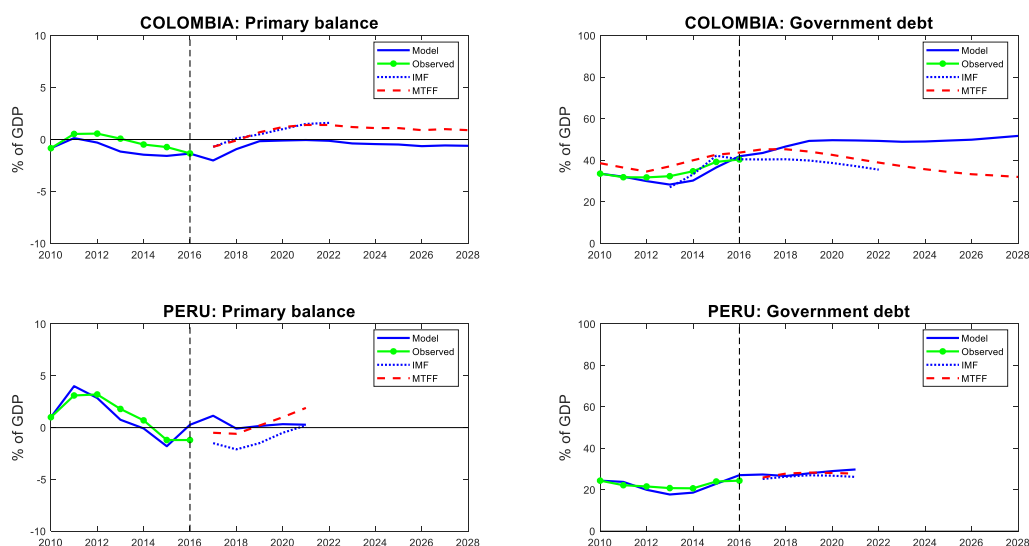 COLOMBIA: Primary balance
10
5
0
-5
-10
% of GDP
2010 2012 2014 2016 2018 2020 2022 2024 2026 2028
Model
Observed
IMF
MTFF
COLOMBIA: Government debt
100
80
60
40
20
0
% of GDP
2010 2012 2014 2016 2018 2020 2022 2024 2026 2028
Model
Observed
IMF
MTFF
PERU: Primary balance
10
5
0
-5
-10
% of GDP
2010 2012 2014 2016 2018 2020 2022 2024 2026 2028
Model
Observed
IMF
MTFF
PERU: Government debt
100
80
60
40
20
0
% of GDP
2010 2012 2014 2016 2018 2020 2022 2024 2026 2028
Model
Observed
IMF
MTFF